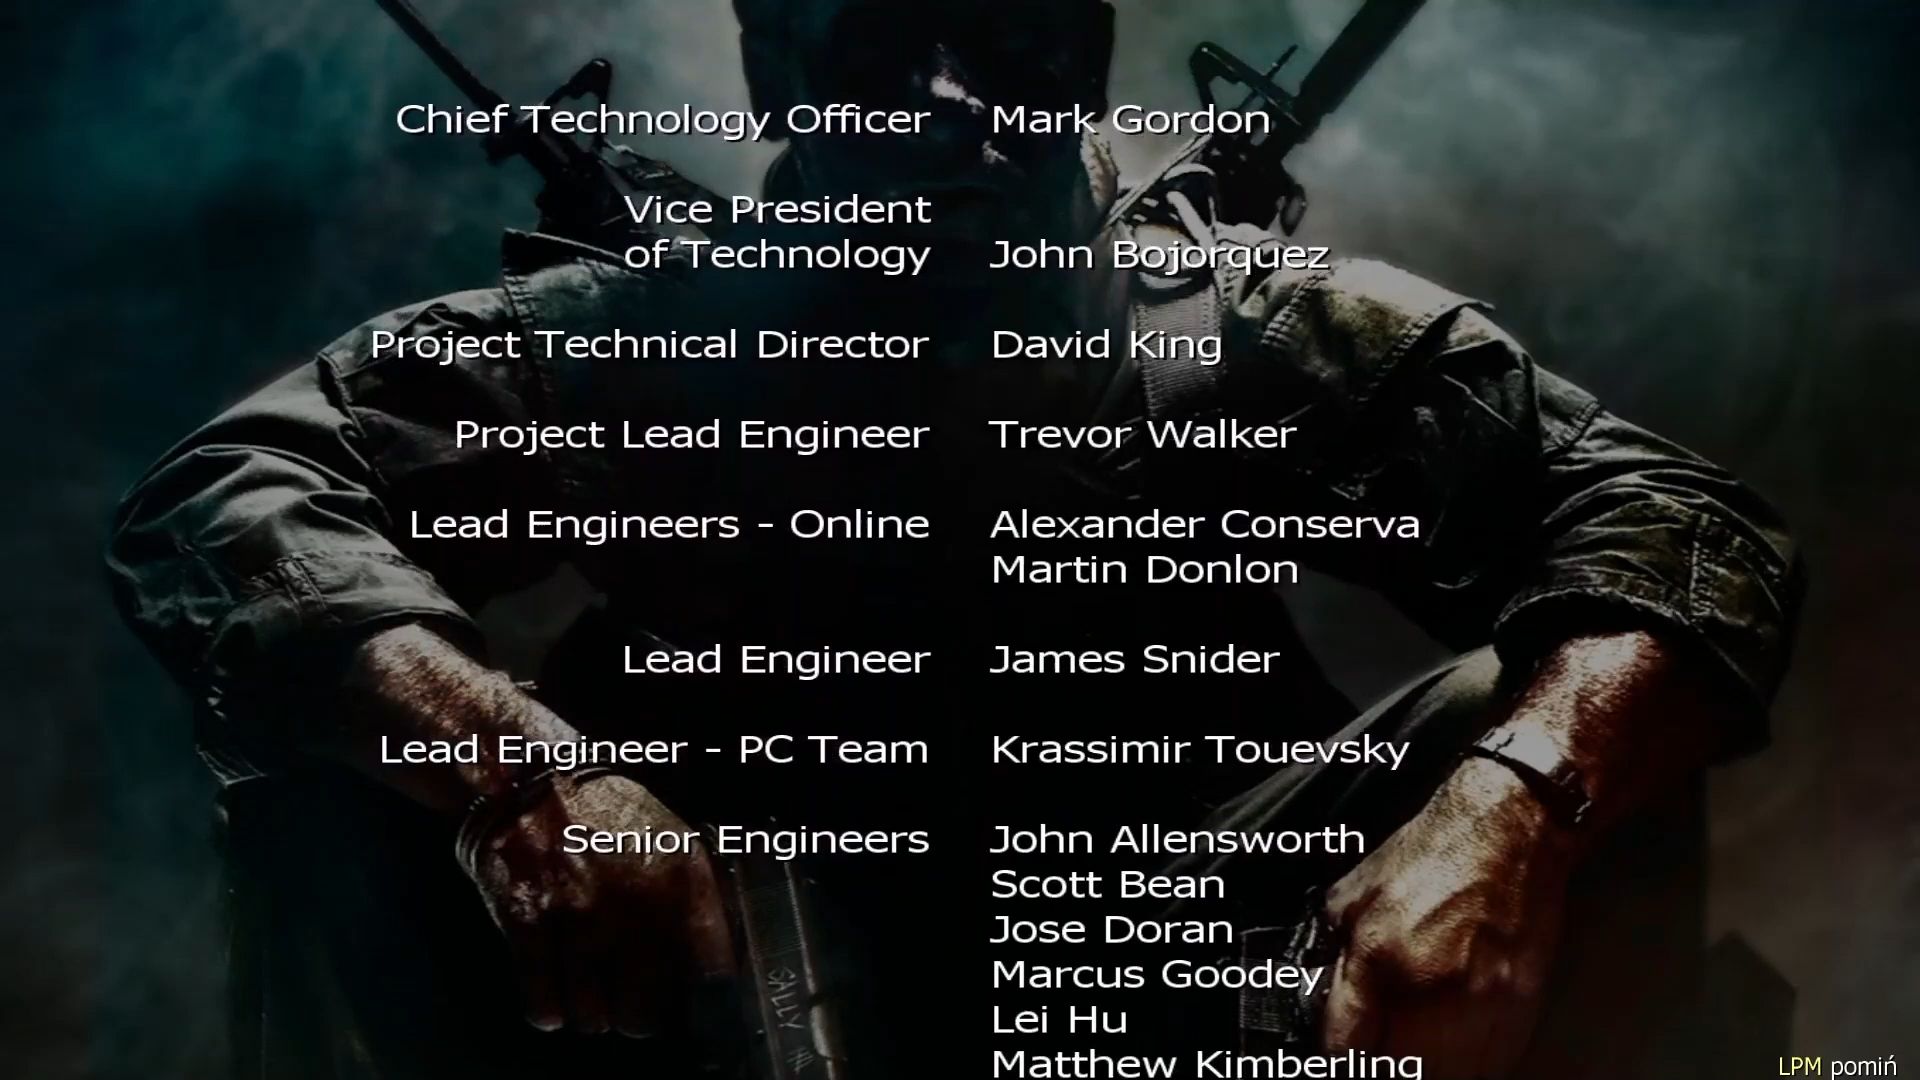 Chief Technology Officer Mark Gordon
Vice President
of Technology John Bojorquez
Project Technical Director David King
Project Lead Engineer Trevor Walker
Lead Engineers - Online Alexander Conserva
Martin Donlon
Lead Engineer James Snider
Lead Engineer - PC Team Krassimir Touevsky
Senior Engineers John Allensworth
Scott Bean
Jose Doran
Marcus Goodey
Lei Hu
Matthew Kimberling
SALLY
LPM pomiń